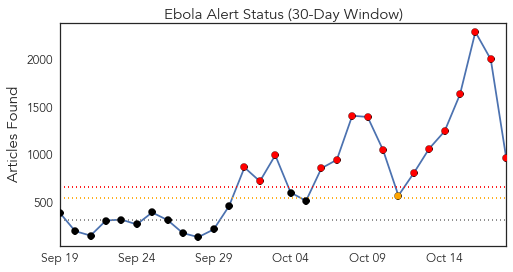 Ebola Alert Status (30-Day Window)
Articles Found
2000
1500
1000
500
Sep 19 Sep 24 Sep 29 Oct 04 Oct 09 Oct 14